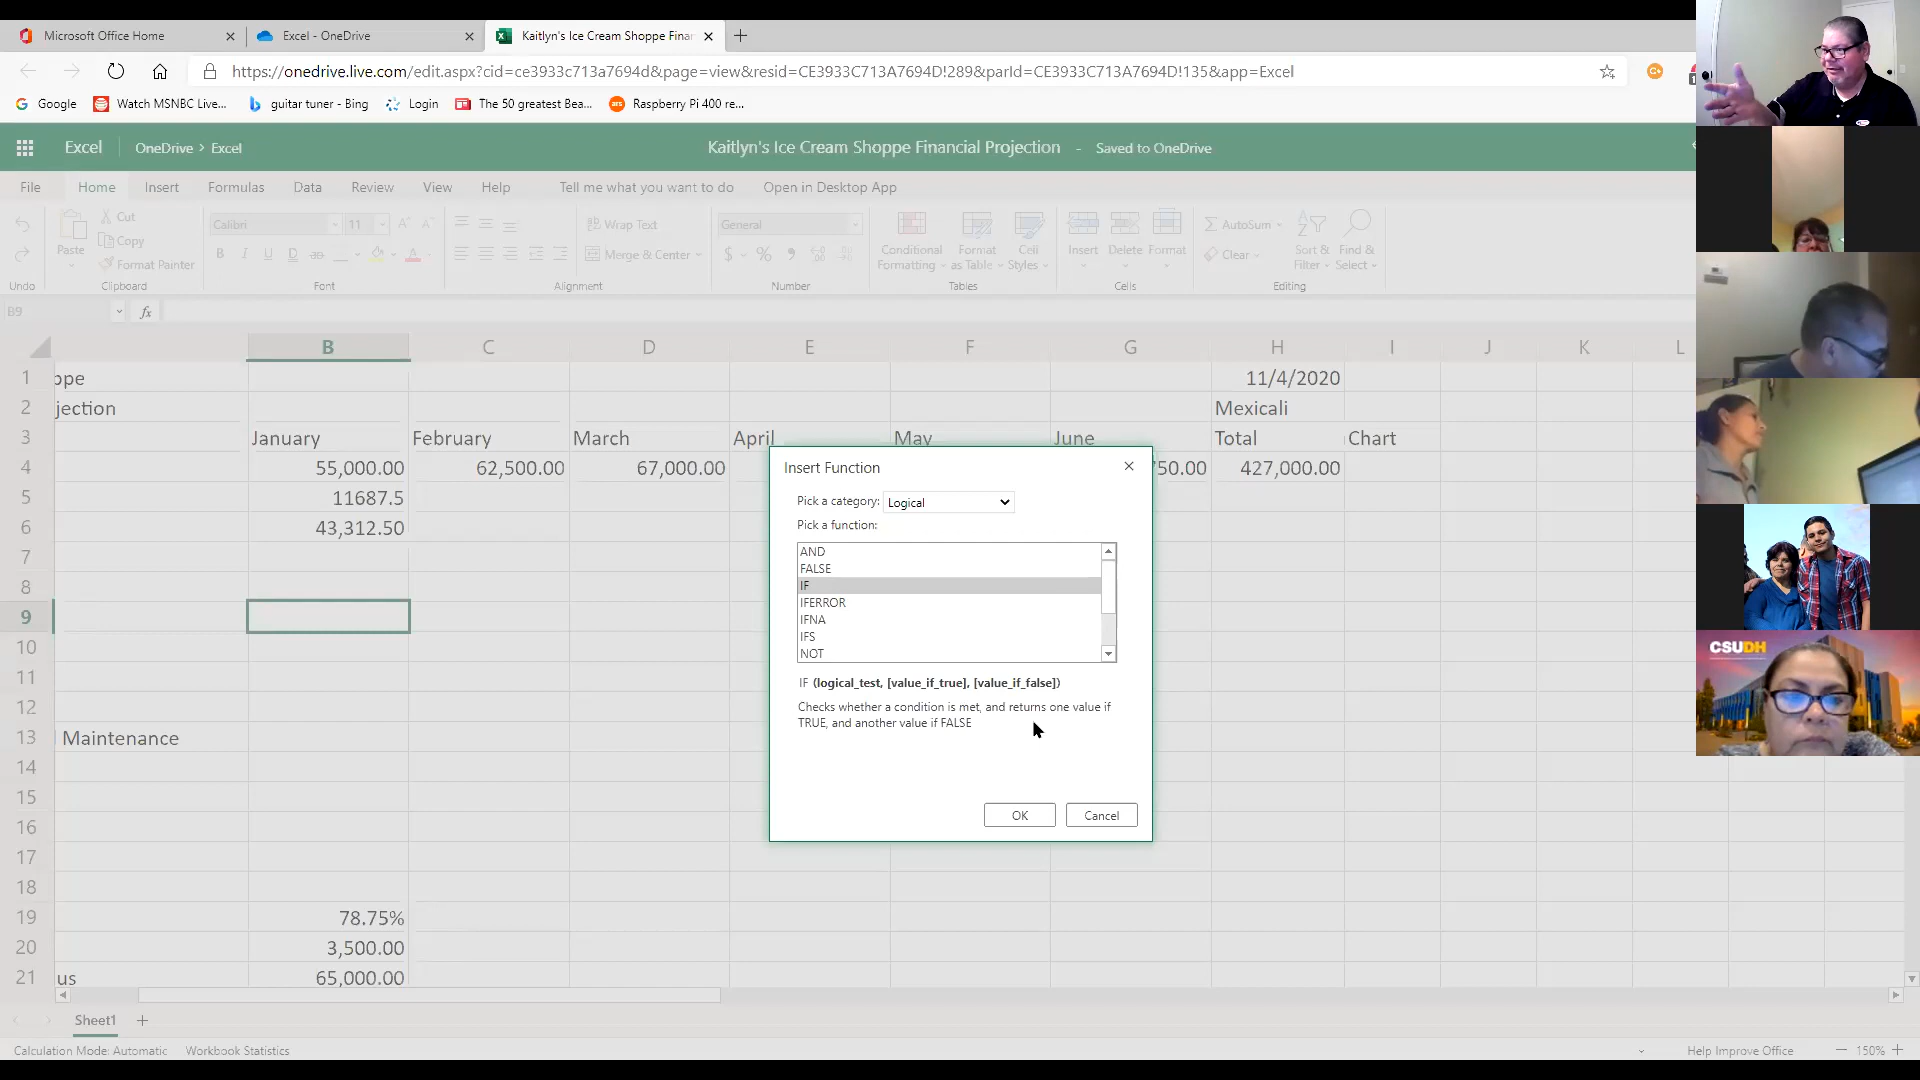 Microsoft Office Home
Excel - OneDrive
Kaitlyn's Ice Cream Shoppe Finan
https://onedrive.live.com/edit.aspx?cid=ce3933c713a7694d&page=view&resid=CE3933C713A7694D!289&parId=CE3933C713A7694D!135&app=Excel
Google Watch MSNBC Live... guitar tuner - Bing Login The 50 greatest Bea... Raspberry Pi 400 re...
Excel OneDrive > Excel Kaitlyn's Ice Cream Shoppe Financial Projection - Saved to OneDrive
File Home Insert Formulas Data Review View Help Tell me what you want to do Open in Desktop App
Cut Calibri 11 Wrap Text General AutoSum
Paste Copy Conditional Formatting Format as Table Cell Styles Insert Delete Format Sort & Filter Find & Select
Format Painter B I U D ab Merge & Center $ % Clear
Undo Clipboard Font Alignment Number Tables Cells Editing
B9 fx
B C D E F G H I J K L
1 ppe 11/4/2020
2 jection Mexicali
3 January February March April May June Total Chart
4 55,000.00 62,500.00 67,000.00 750.00 427,000.00
5 11687.5
6 43,312.50
7
8
9
10
11
12
13 Maintenance
14
15
16
17
18
19 78.75%
20 3,500.00
21 us 65,000.00
Insert Function
Pick a category: Logical
Pick a function:
AND
FALSE
IF
IFERROR
IFNA
IFS
NOT
IF (logical_test, [value_if_true], [value_if_false])
Checks whether a condition is met, and returns one value if
TRUE, and another value if FALSE
OK Cancel
CSUDH
Sheet1
Calculation Mode: Automatic Workbook Statistics Help Improve Office 150%